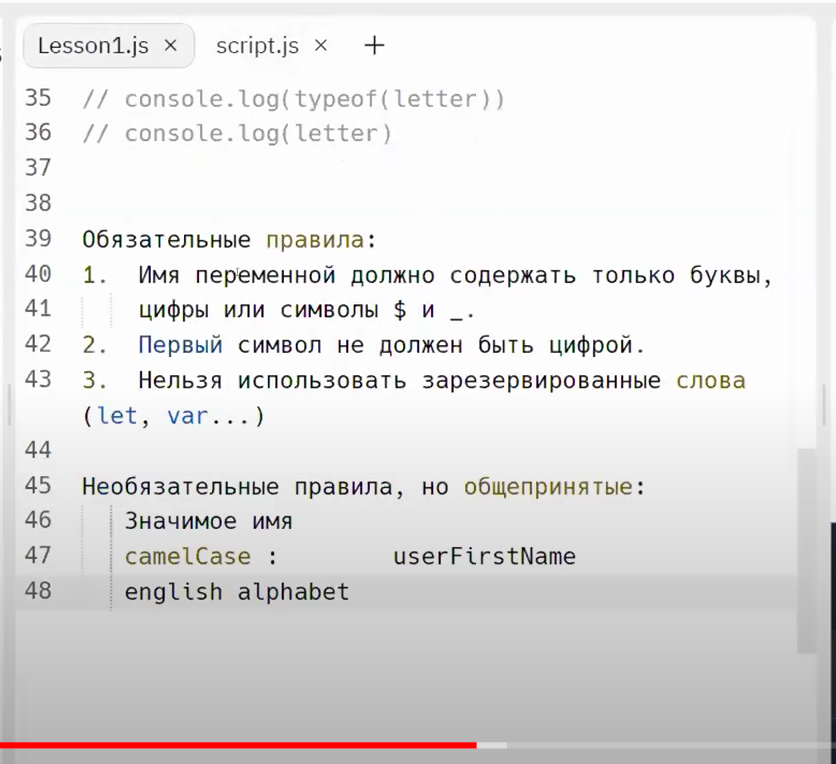 Lesson1.js × script.js × +
35 // console.log(typeof(letter))
36 // console.log(letter)
37
38
39 Обязательные правила:
40 1. Имя переменной должно содержать только буквы,
41 цифры или символы $ и _.
42 2. Первый символ не должен быть цифрой.
43 3. Нельзя использовать зарезервированные слова
(let, var...)
44
45 Необязательные правила, но общепринятые:
46 Значимое имя
47 camelCase : userFirstName
48 english alphabet